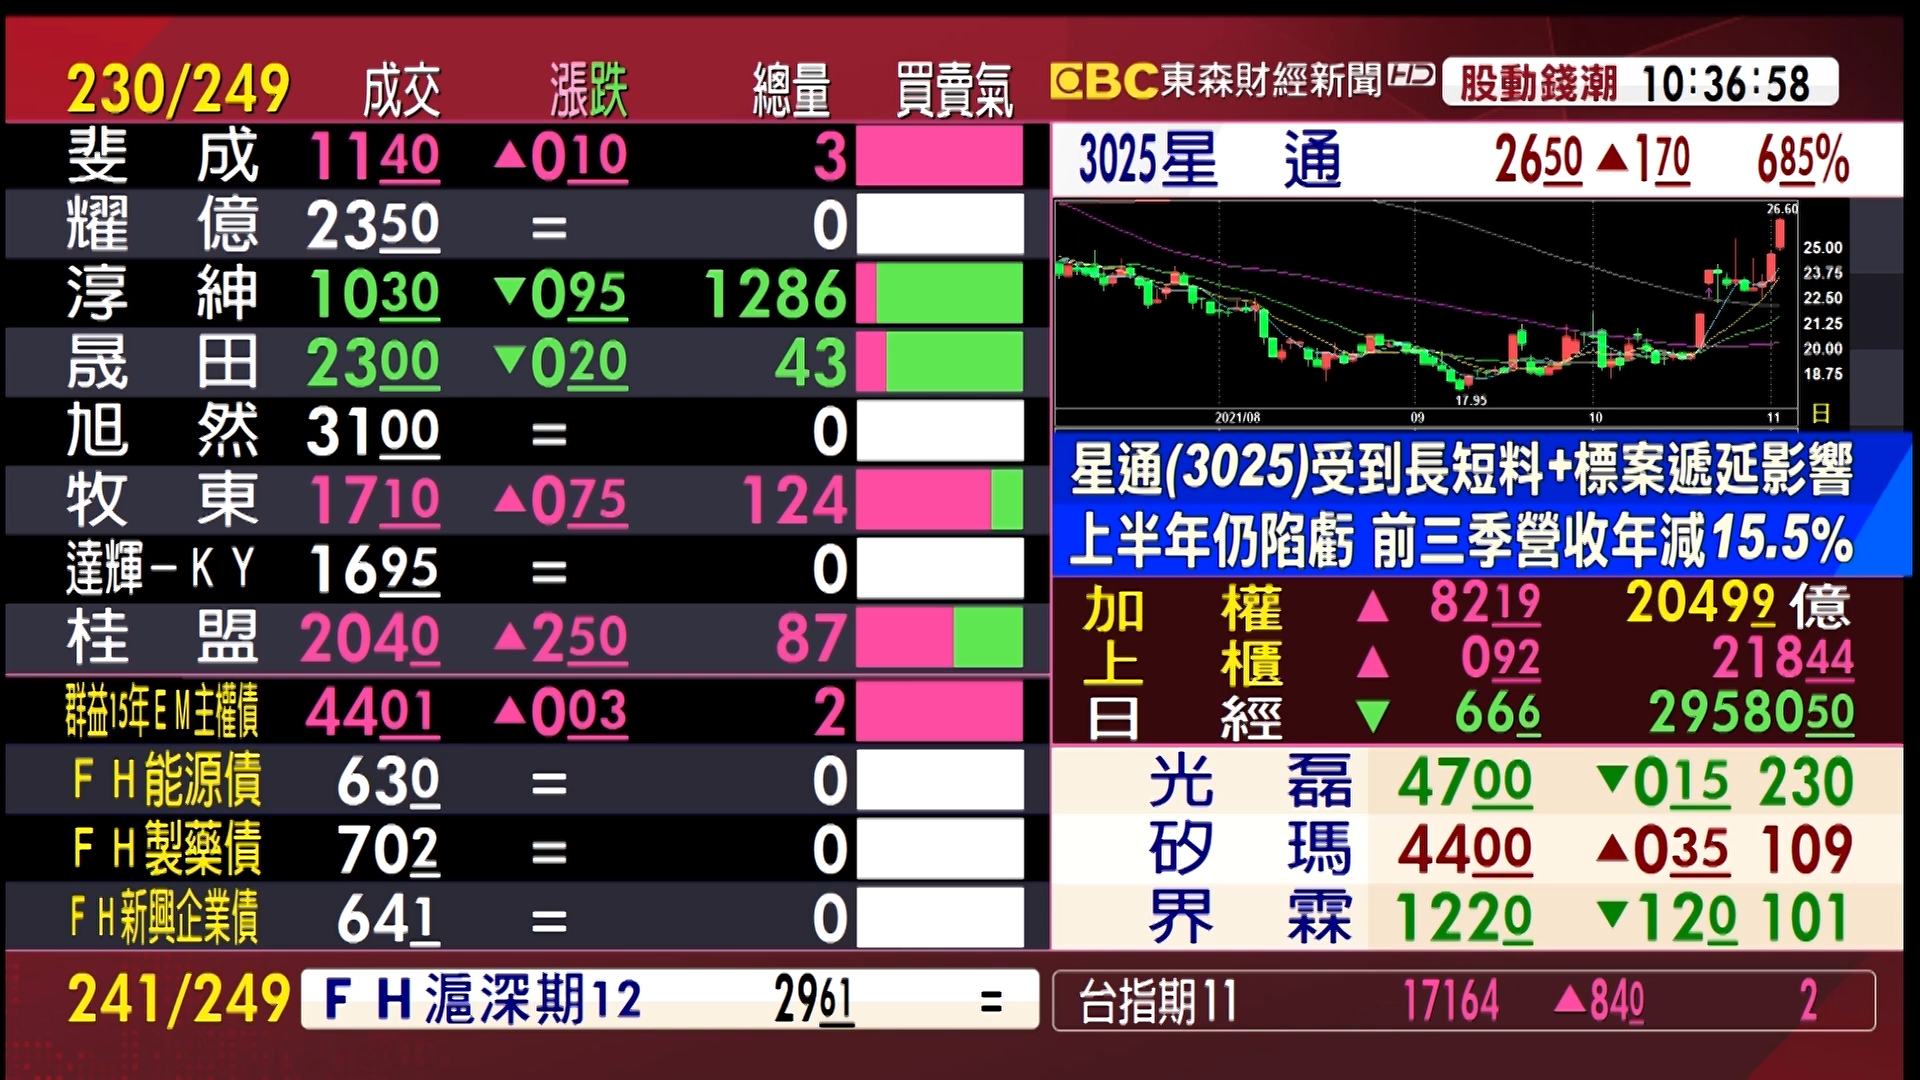 230/249 成交 漲跌 總量 買賣氣
斐成 1140 ▲010 3
耀億 2350 = 0
淳紳 1030 ▼095 1286
晟田 2300 ▼020 43
旭然 3100 = 0
牧東 1710 ▲075 124
達輝-KY 1695 = 0
桂盟 2040 ▲250 87
群益15年EM主權債 4401 ▲003 2
FH能源債 630 = 0
FH製藥債 702 = 0
FH新興企業債 641 = 0
241/249 FH滬深期12 2961 =
EBC東森財經新聞HD 股動錢潮 10:36:58
3025星通 2650 ▲170 685%
26.60
25.00
23.75
22.50
21.25
20.00
18.75
17.95
2021/08 09 10 11 日
星通(3025)受到長短料+標案遞延影響
上半年仍陷虧 前三季營收年減15.5%
加權 ▲ 8219 20499億
上櫃 ▲ 092 21844
日經 ▼ 666 2958050
光磊 4700 ▼015 230
矽瑪 4400 ▲035 109
界霖 1220 ▼120 101
台指期11 17164 ▲840 2